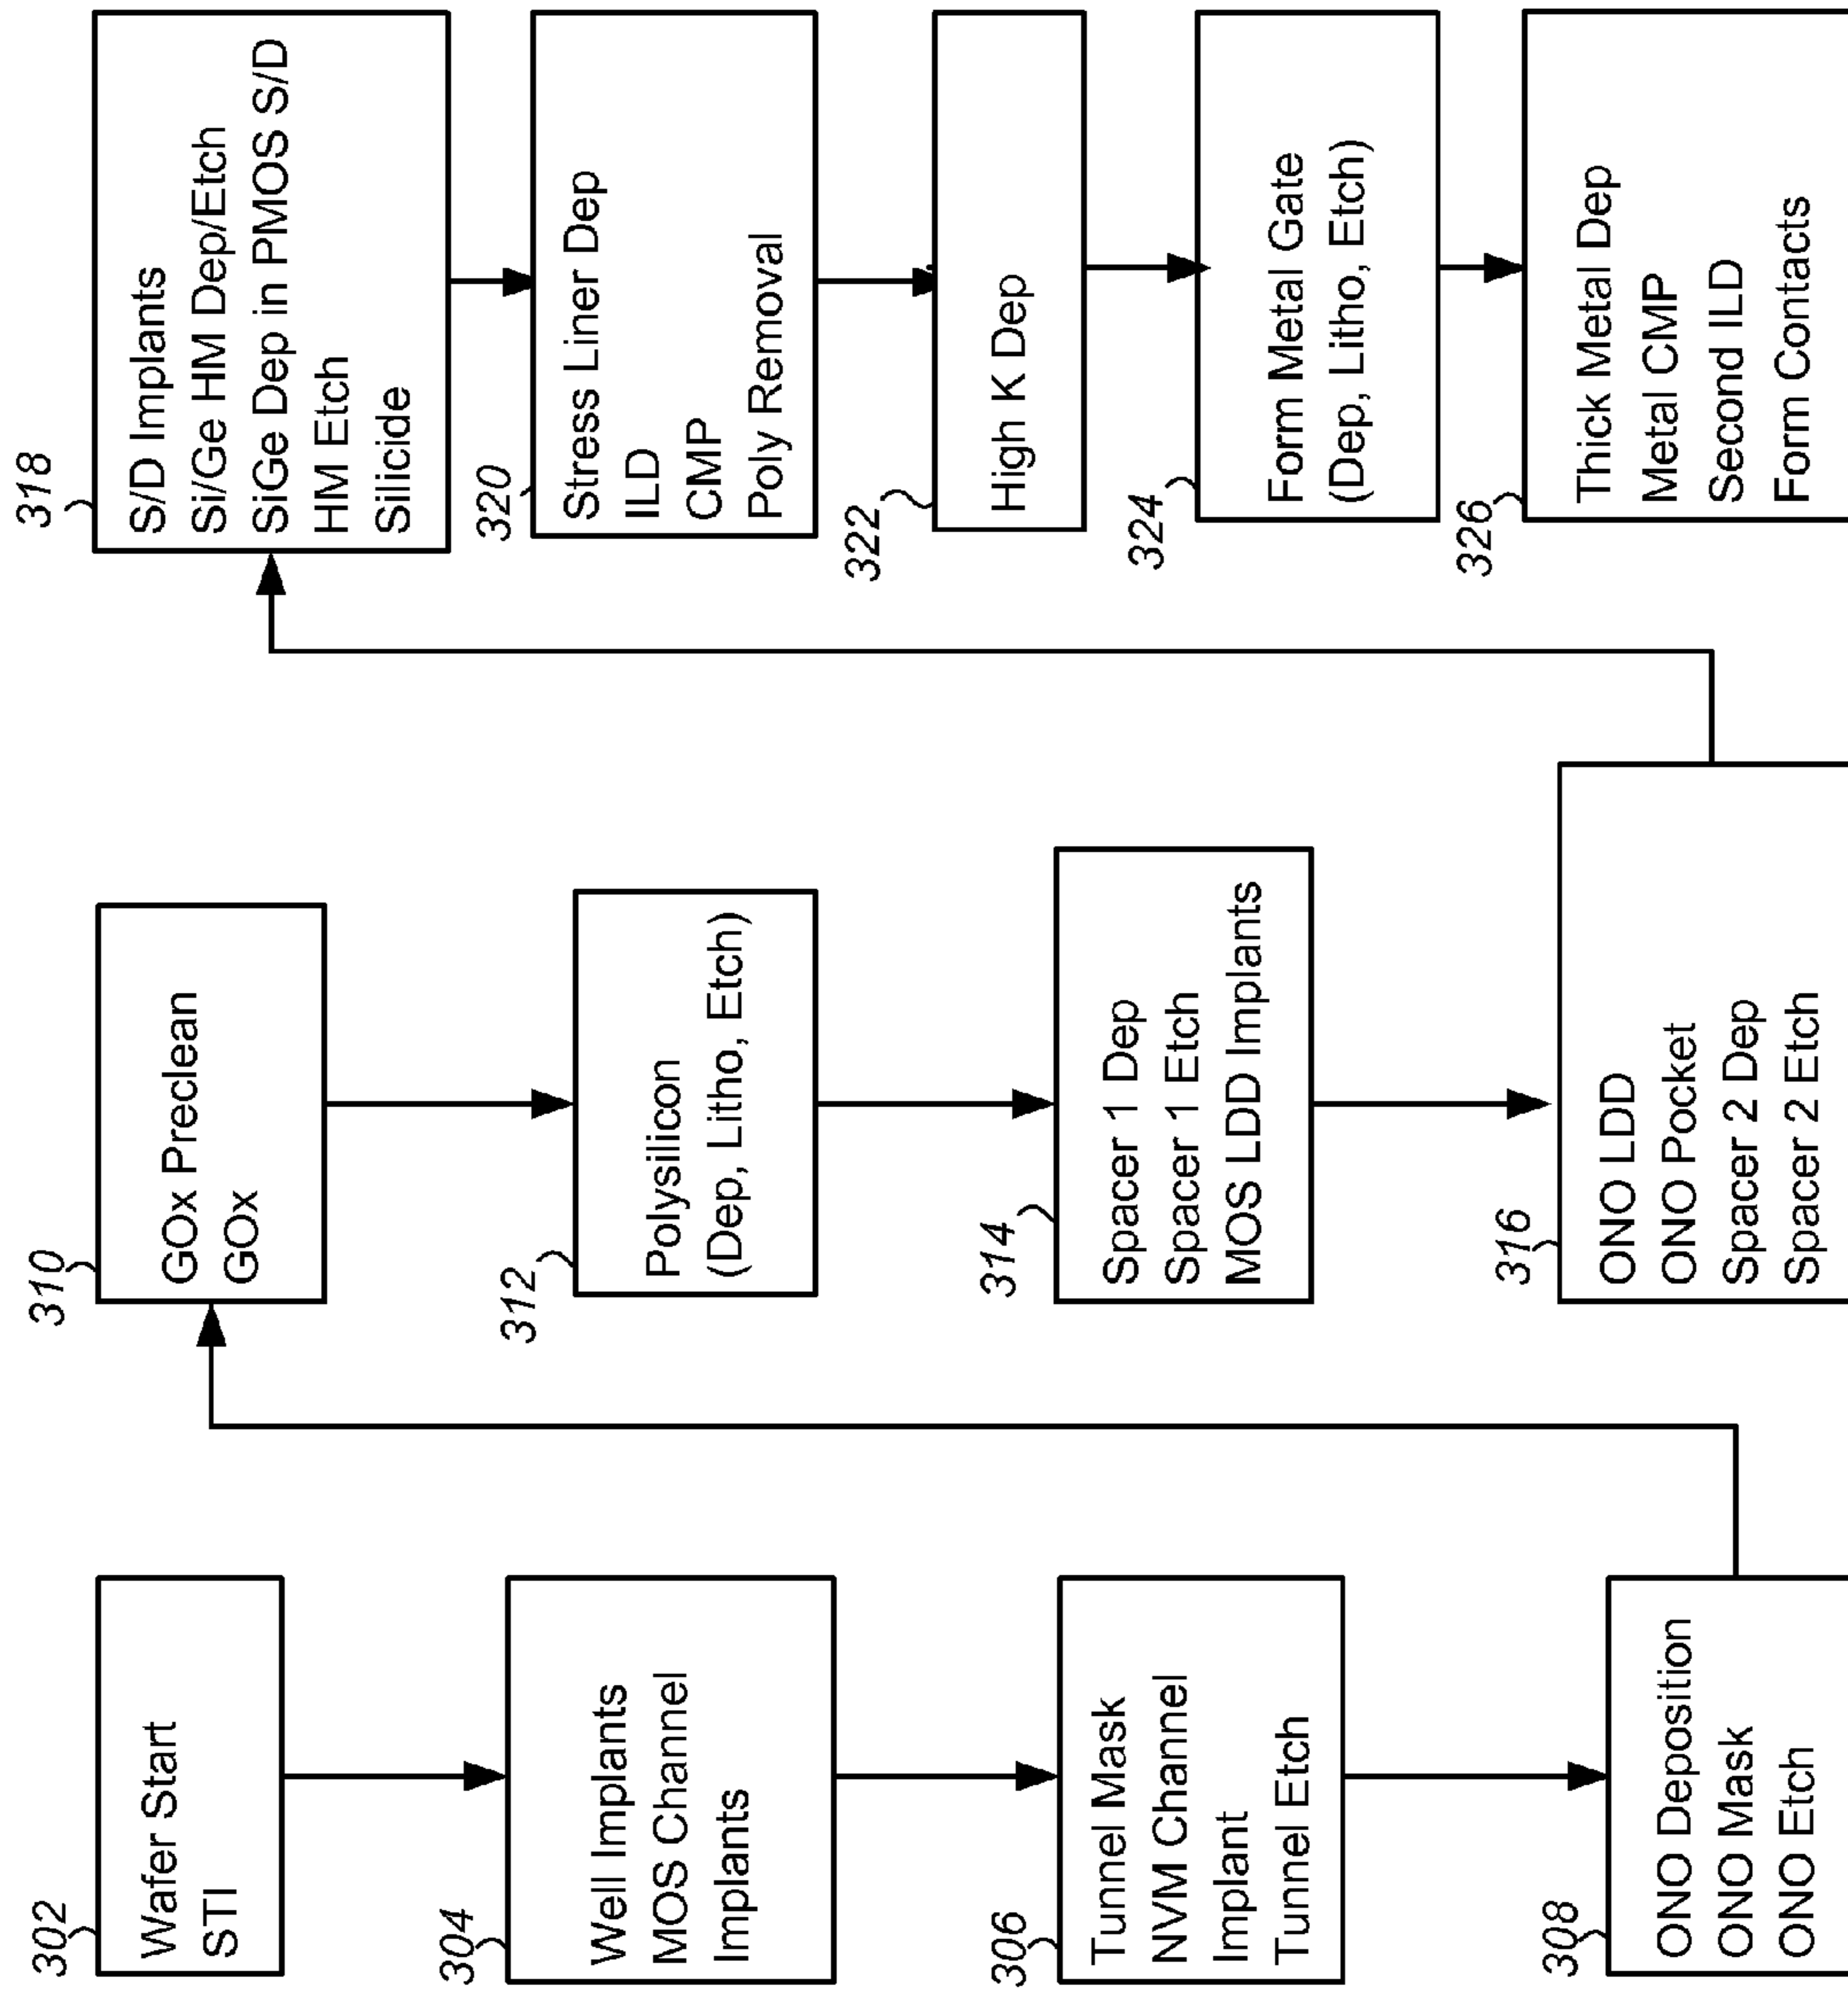 302
Wafer Start
STI
304
Well Implants
MOS Channel
Implants
306
Tunnel Mask
NVM Channel
Implant
Tunnel Etch
308
ONO Deposition
ONO Mask
ONO Etch
310
GOx Preclean
GOx
312
Polysilicon
(Dep, Litho, Etch)
314
Spacer 1 Dep
Spacer 1 Etch
MOS LDD Implants
316
ONO LDD
ONO Pocket
Spacer 2 Dep
Spacer 2 Etch
318
S/D Implants
Si/Ge HM Dep/Etch
SiGe Dep in PMOS S/D
HM Etch
Silicide
320
Stress Liner Dep
ILD
CMP
Poly Removal
322
High K Dep
324
Form Metal Gate
(Dep, Litho, Etch)
326
Thick Metal Dep
Metal CMP
Second ILD
Form Contacts